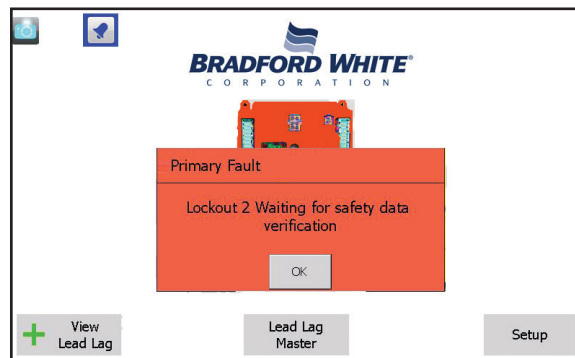 BRADFORD WHITE®
CORPORATION
Primary Fault
Lockout 2 Waiting for safety data
verification
OK
View
Lead Lag
Lead Lag
Master
Setup